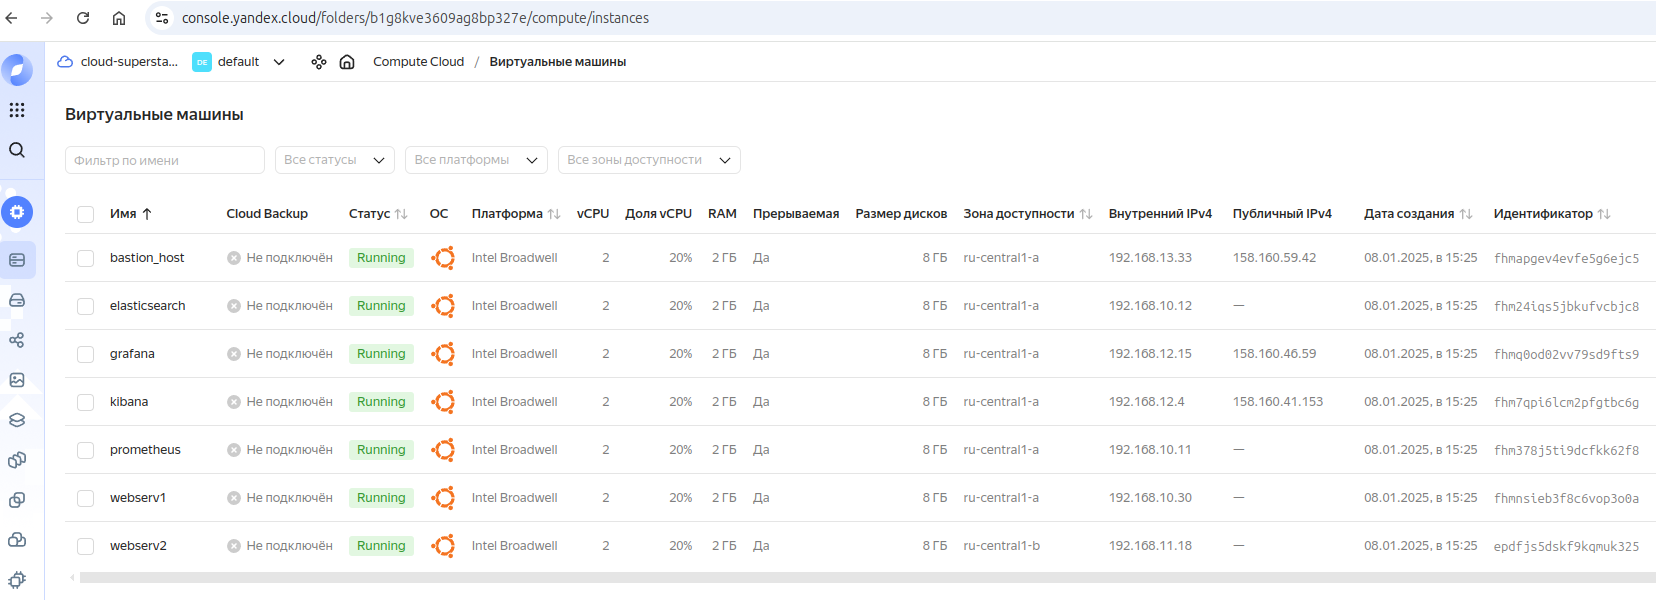 console.yandex.cloud/folders/b1g8kve3609ag8bp327e/compute/instances
cloud-supersta... DE default Compute Cloud / Виртуальные машины
Виртуальные машины
Фильтр по имени Все статусы Все платформы Все зоны доступности
Имя Cloud Backup Статус ОС Платформа vCPU Доля vCPU RAM Прерываемая Размер дисков Зона доступности Внутренний IPv4 Публичный IPv4 Дата создания Идентификатор
bastion_host Не подключён Running Intel Broadwell 2 20% 2 ГБ Да 8 ГБ ru-central1-a 192.168.13.33 158.160.59.42 08.01.2025, в 15:25 fhmapgev4evfe5g6ejc5
elasticsearch Не подключён Running Intel Broadwell 2 20% 2 ГБ Да 8 ГБ ru-central1-a 192.168.10.12 — 08.01.2025, в 15:25 fhm24iqs5jbkufvcbjc8
grafana Не подключён Running Intel Broadwell 2 20% 2 ГБ Да 8 ГБ ru-central1-a 192.168.12.15 158.160.46.59 08.01.2025, в 15:25 fhmq0od02vv79sd9fts9
kibana Не подключён Running Intel Broadwell 2 20% 2 ГБ Да 8 ГБ ru-central1-a 192.168.12.4 158.160.41.153 08.01.2025, в 15:25 fhm7qpi6lcm2pfgtbc6g
prometheus Не подключён Running Intel Broadwell 2 20% 2 ГБ Да 8 ГБ ru-central1-a 192.168.10.11 — 08.01.2025, в 15:25 fhm378j5ti9dcfkk62f8
webserv1 Не подключён Running Intel Broadwell 2 20% 2 ГБ Да 8 ГБ ru-central1-a 192.168.10.30 — 08.01.2025, в 15:25 fhmnsieb3f8c6vop3o0a
webserv2 Не подключён Running Intel Broadwell 2 20% 2 ГБ Да 8 ГБ ru-central1-b 192.168.11.18 — 08.01.2025, в 15:25 epdfjs5dskf9kqmuk325